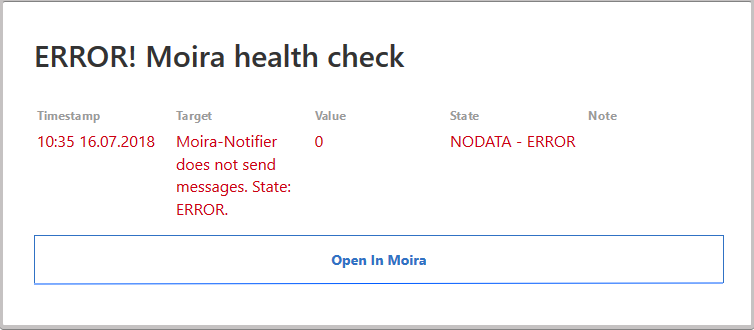 ERROR! Moira health check
Timestamp Target Value State Note
10:35 16.07.2018 Moira-Notifier 0 NODATA - ERROR
does not send
messages. State:
ERROR.
Open In Moira